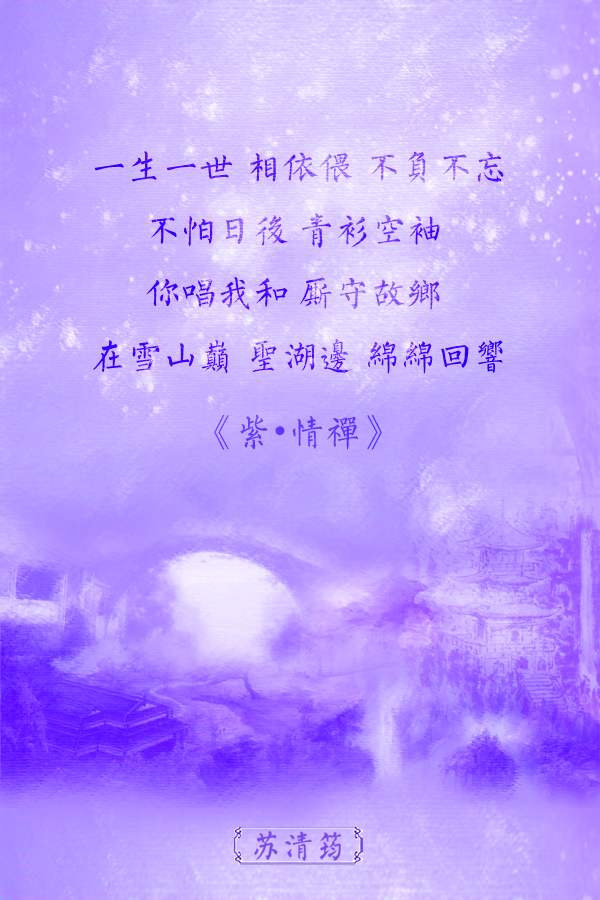 一生一世 相依偎 不負不忘
不怕日後 青衫空袖
你唱我和 廝守故鄉
在雪山巔 聖湖邊 綿綿回響
《紫•情禪》
苏清筠